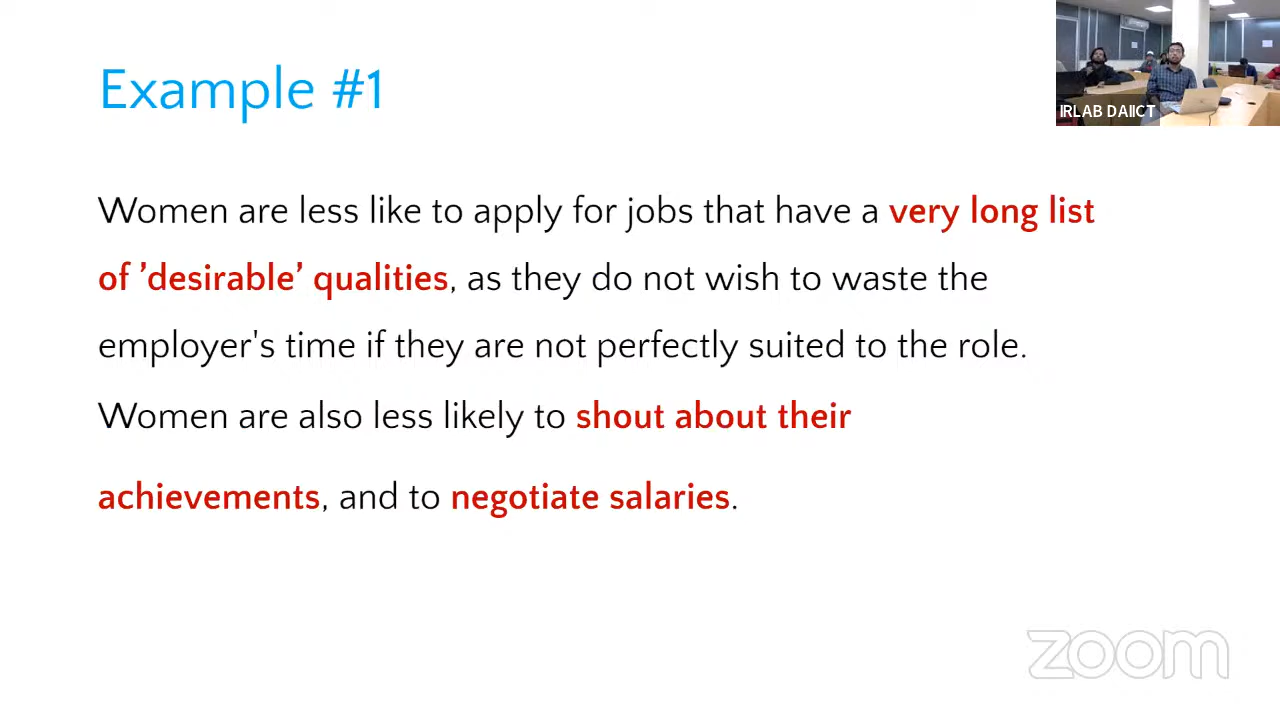 Example #1
IRLAB DAIICT
Women are less like to apply for jobs that have a very long list
of ’desirable’ qualities, as they do not wish to waste the
employer's time if they are not perfectly suited to the role.
Women are also less likely to shout about their
achievements, and to negotiate salaries.
zoom